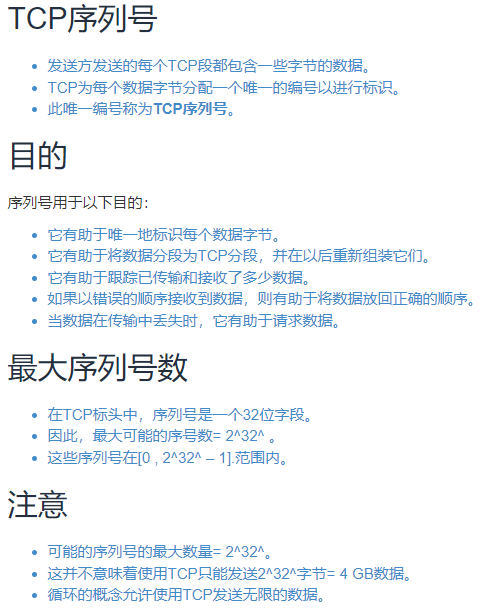 TCP序列号
发送方发送的每个TCP段都包含一些字节的数据。
TCP为每个数据字节分配一个唯一的编号以进行标识。
此唯一编号称为TCP序列号。
目的
序列号用于以下目的：
它有助于唯一地标识每个数据字节。
它有助于将数据分段为TCP分段，并在以后重新组装它们。
它有助于跟踪已传输和接收了多少数据。
如果以错误的顺序接收到数据，则有助于将数据放回正确的顺序。
当数据在传输中丢失时，它有助于请求数据。
最大序列号数
在TCP标头中，序列号是一个32位字段。
因此，最大可能的序号数= 2^32^ 。
这些序列号在[0 , 2^32^ – 1].范围内。
注意
可能的序列号的最大数量= 2^32^。
这并不意味着使用TCP只能发送2^32^字节= 4 GB数据。
循环的概念允许使用TCP发送无限的数据。